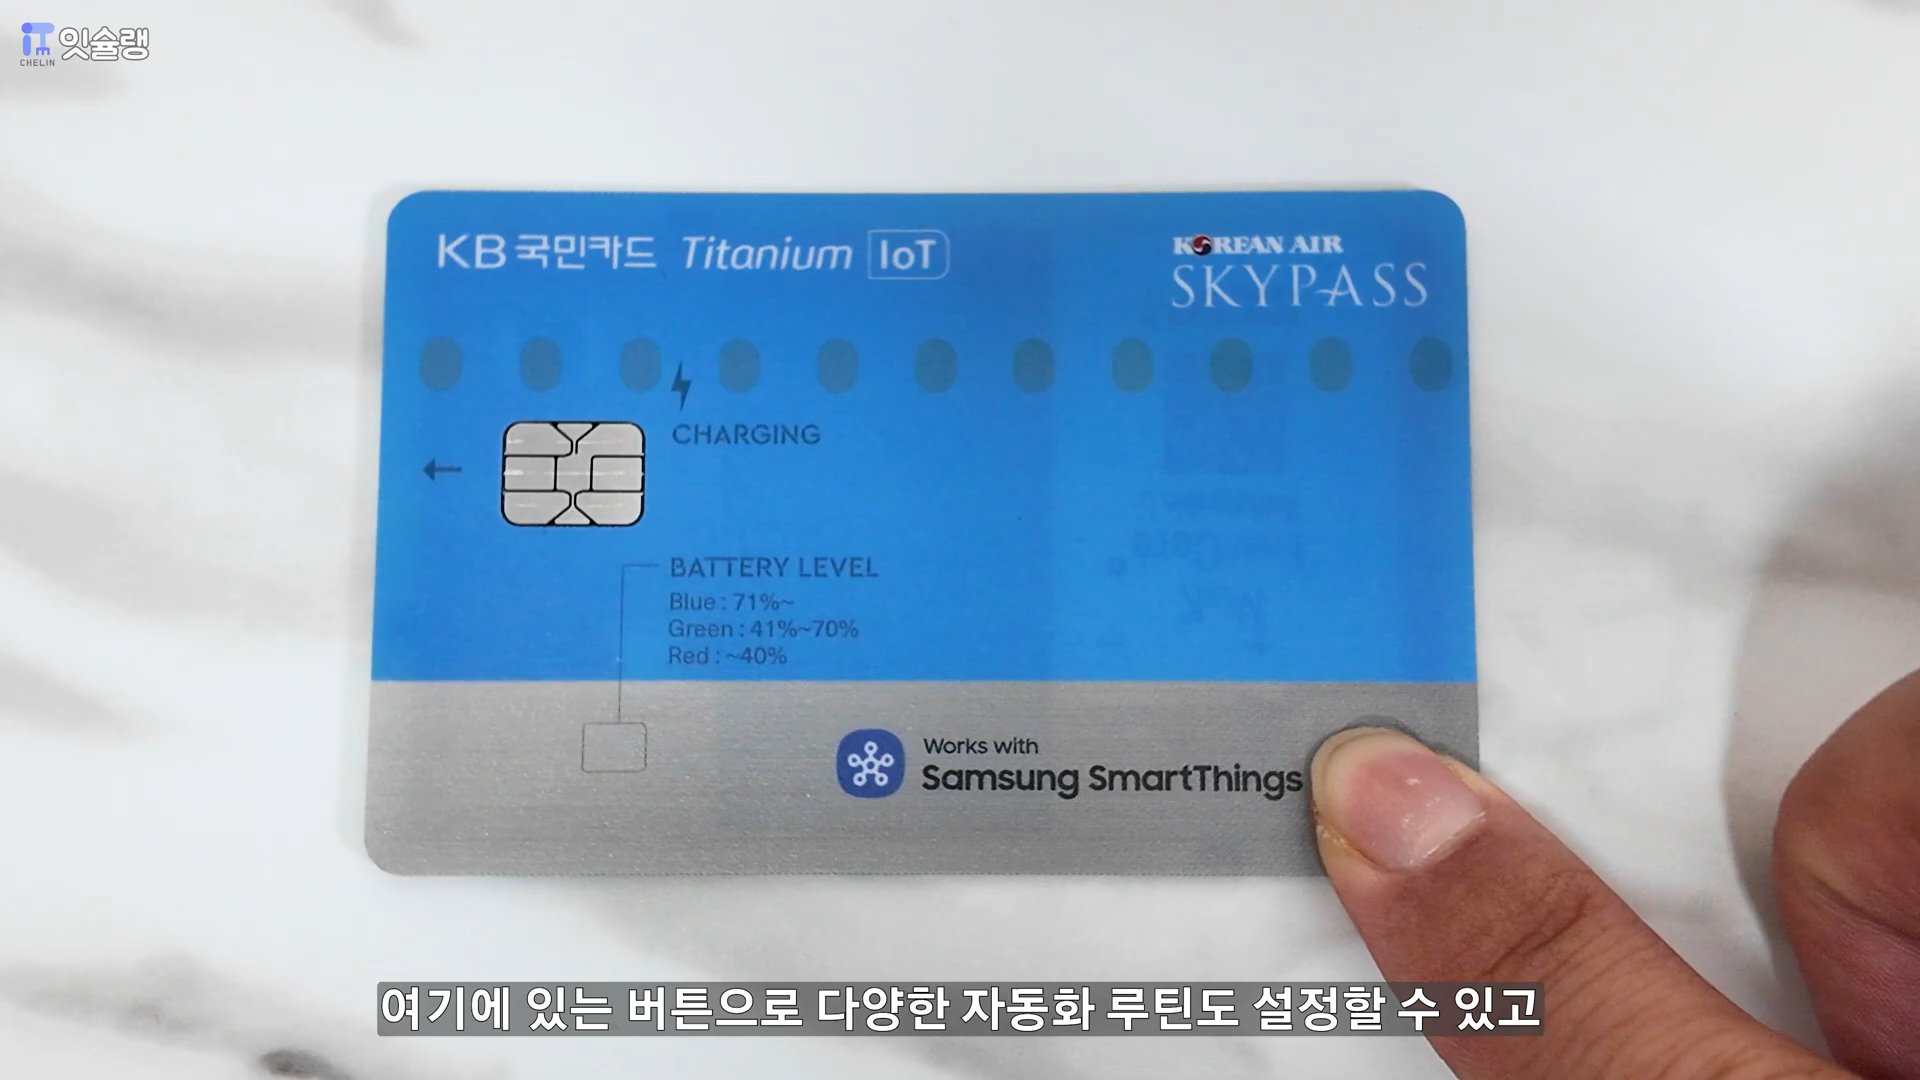 iT 잇슐랭
CHELIN
KB 국민카드 Titanium IoT
KOREAN AIR
SKYPASS
CHARGING
BATTERY LEVEL
Blue : 71%~
Green : 41%~70%
Red : ~40%
Works with
Samsung SmartThings
여기에 있는 버튼으로 다양한 자동화 루틴도 설정할 수 있고